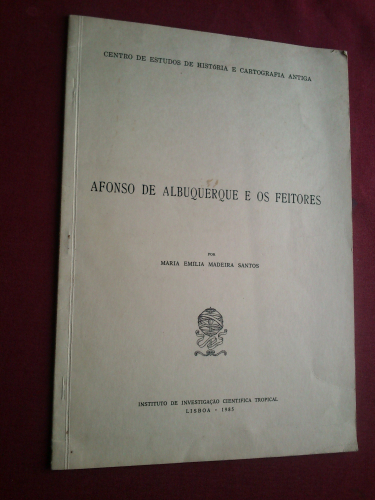 CENTRO DE ESTUDOS DE HISTÓRIA E CARTOGRAFIA ANTIGA
AFONSO DE ALBUQUERQUE E OS FEITORES
POR
MARIA EMÍLIA MADEIRA SANTOS
INSTITUTO DE INVESTIGAÇÃO CIENTÍFICA TROPICAL
LISBOA - 1985